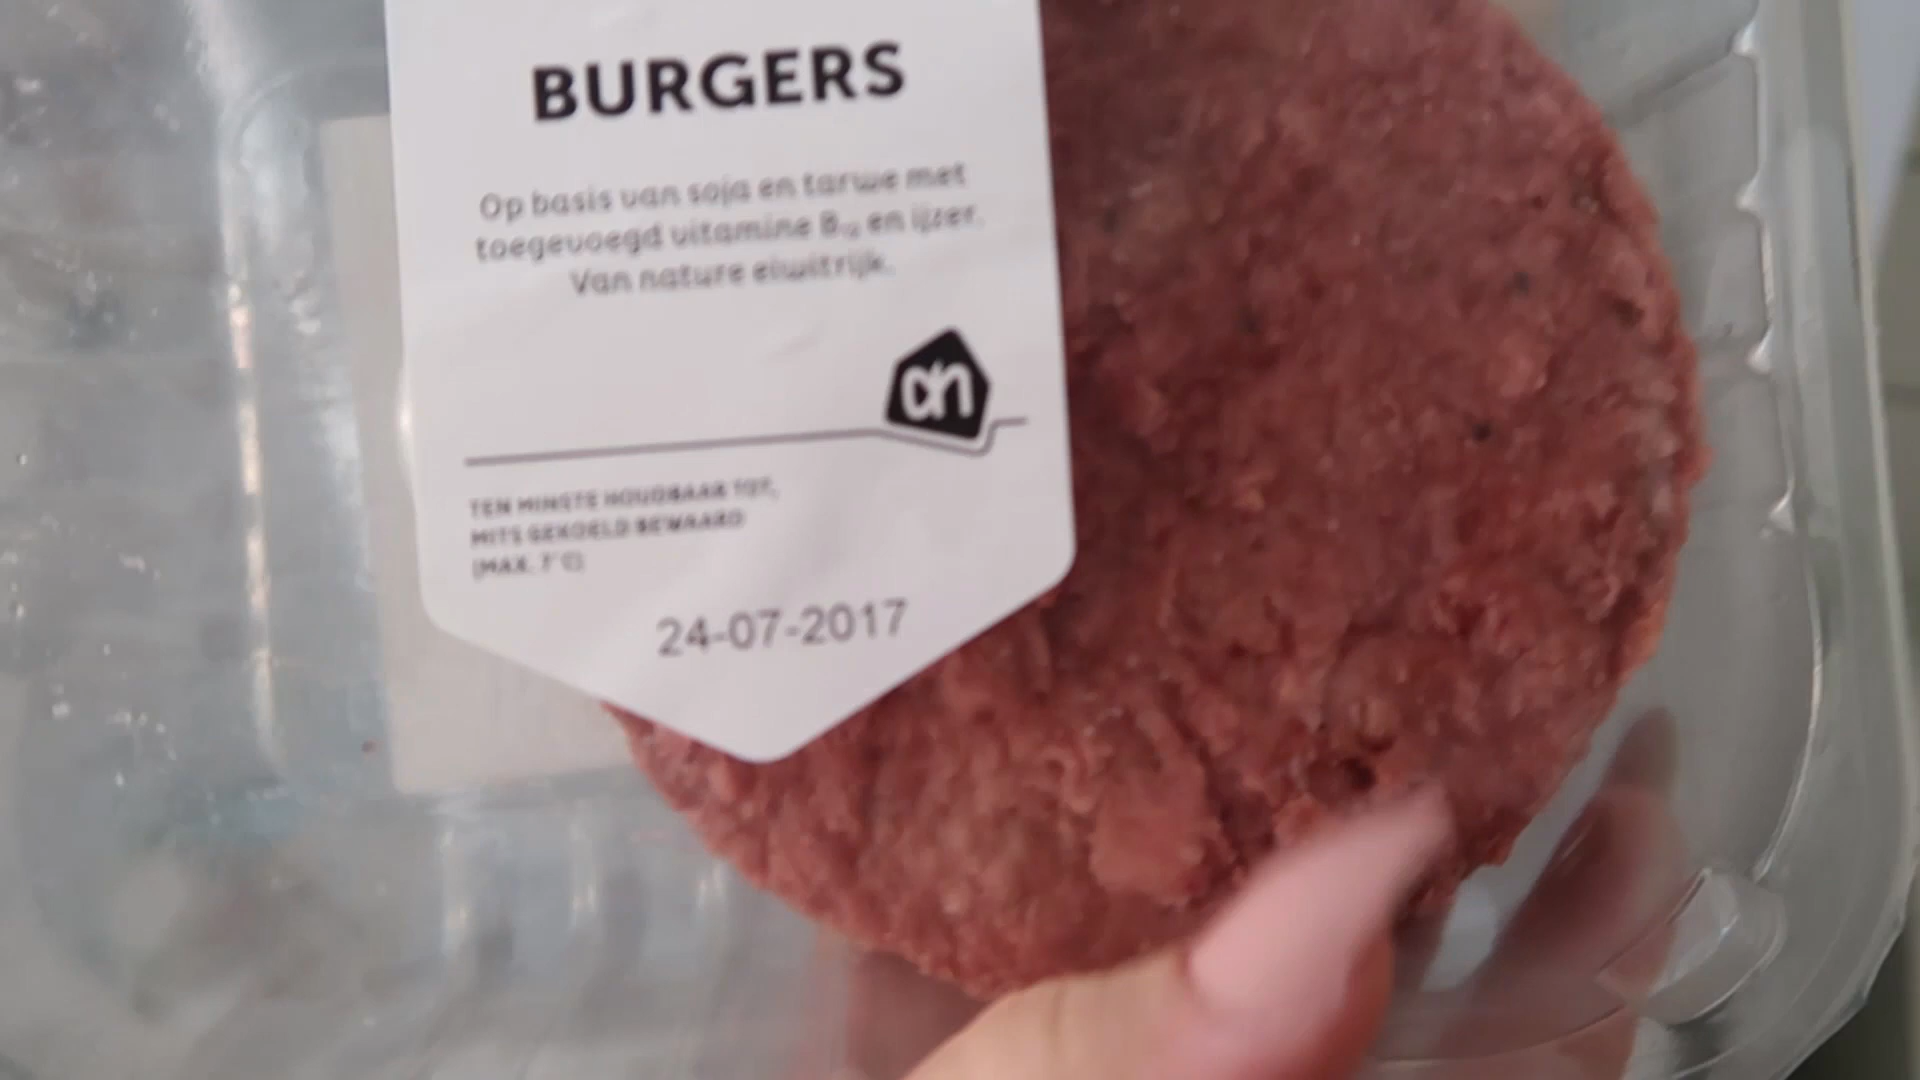 BURGERS
Op basis van soja en tarwe met
toegevoegd vitamine B₁₂ en ijzer.
Van nature eiwitrijk.
ah
TEN MINSTE HOUDBAAR TOT,
MITS GEKOELD BEWAARD
(MAX. 7°C)
24-07-2017